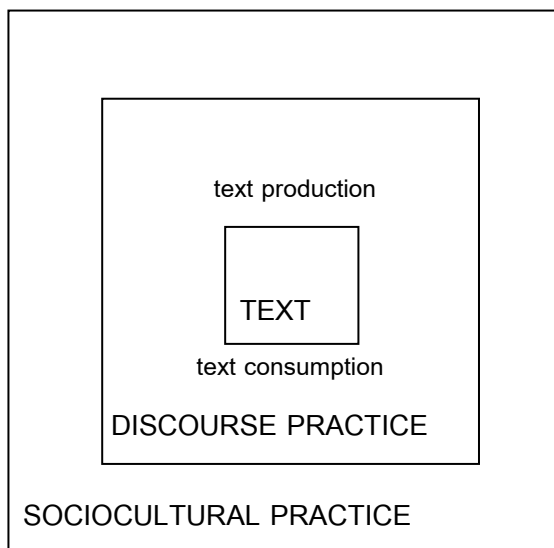 text production
TEXT
text consumption
DISCOURSE PRACTICE
SOCIOCULTURAL PRACTICE